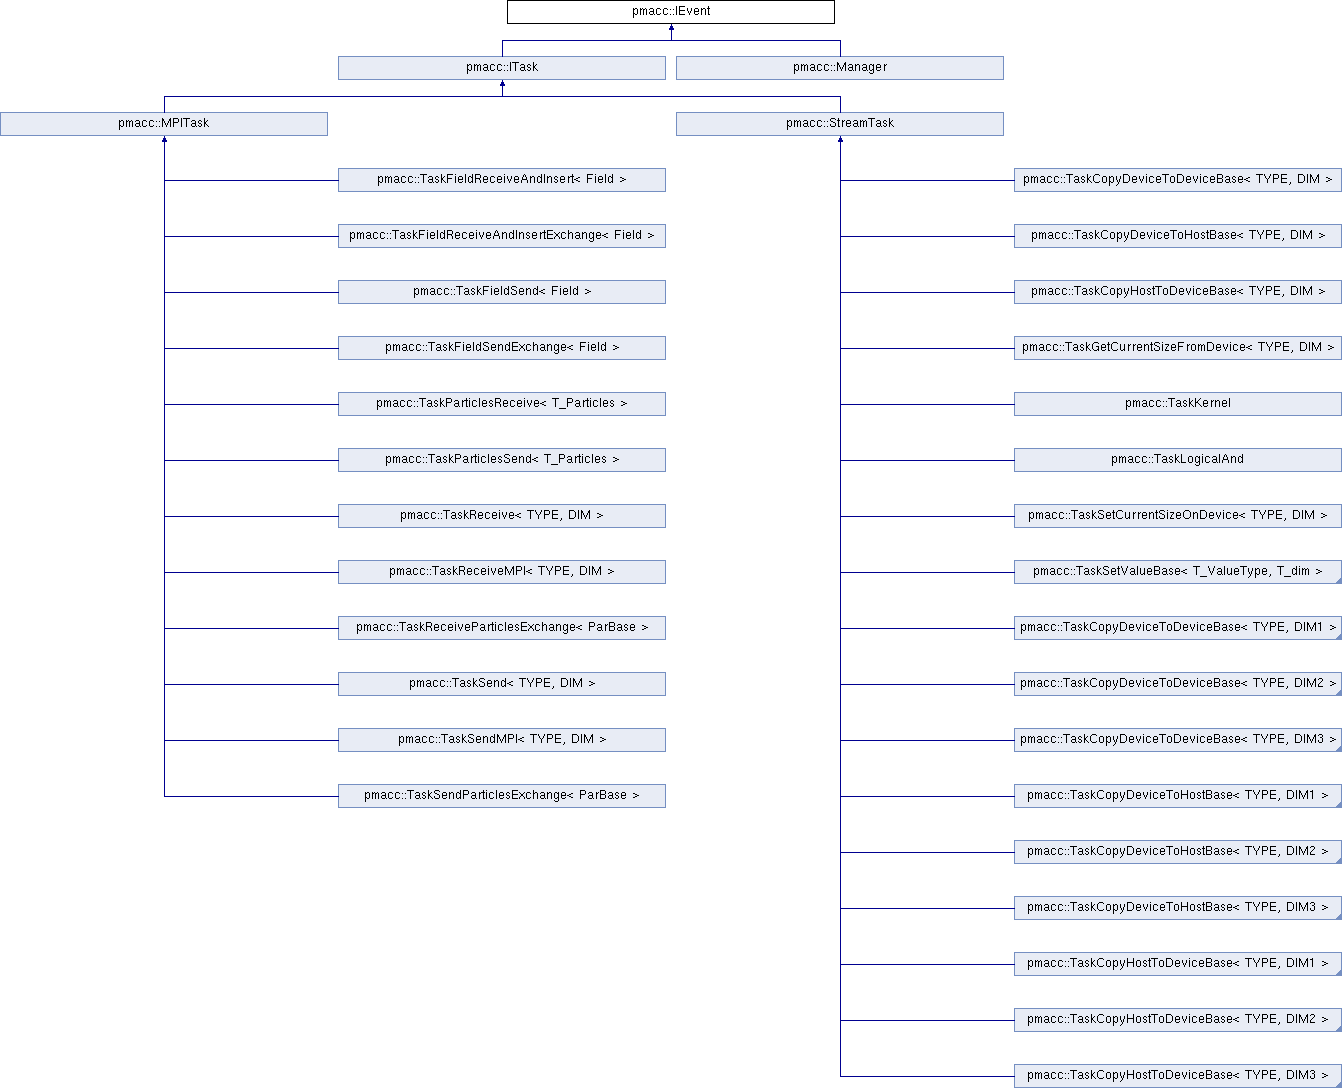 pmacc::IEvent
pmacc::ITask
pmacc::Manager
pmacc::MPITask
pmacc::StreamTask
pmacc::TaskFieldReceiveAndInsert< Field >
pmacc::TaskCopyDeviceToDeviceBase< TYPE, DIM >
pmacc::TaskFieldReceiveAndInsertExchange< Field >
pmacc::TaskCopyDeviceToHostBase< TYPE, DIM >
pmacc::TaskFieldSend< Field >
pmacc::TaskCopyHostToDeviceBase< TYPE, DIM >
pmacc::TaskFieldSendExchange< Field >
pmacc::TaskGetCurrentSizeFromDevice< TYPE, DIM >
pmacc::TaskParticlesReceive< T_Particles >
pmacc::TaskKernel
pmacc::TaskParticlesSend< T_Particles >
pmacc::TaskLogicalAnd
pmacc::TaskReceive< TYPE, DIM >
pmacc::TaskSetCurrentSizeOnDevice< TYPE, DIM >
pmacc::TaskReceiveMPI< TYPE, DIM >
pmacc::TaskSetValueBase< T_ValueType, T_dim >
pmacc::TaskReceiveParticlesExchange< ParBase >
pmacc::TaskCopyDeviceToDeviceBase< TYPE, DIM1 >
pmacc::TaskSend< TYPE, DIM >
pmacc::TaskCopyDeviceToDeviceBase< TYPE, DIM2 >
pmacc::TaskSendMPI< TYPE, DIM >
pmacc::TaskCopyDeviceToDeviceBase< TYPE, DIM3 >
pmacc::TaskSendParticlesExchange< ParBase >
pmacc::TaskCopyDeviceToHostBase< TYPE, DIM1 >
pmacc::TaskCopyDeviceToHostBase< TYPE, DIM2 >
pmacc::TaskCopyDeviceToHostBase< TYPE, DIM3 >
pmacc::TaskCopyHostToDeviceBase< TYPE, DIM1 >
pmacc::TaskCopyHostToDeviceBase< TYPE, DIM2 >
pmacc::TaskCopyHostToDeviceBase< TYPE, DIM3 >